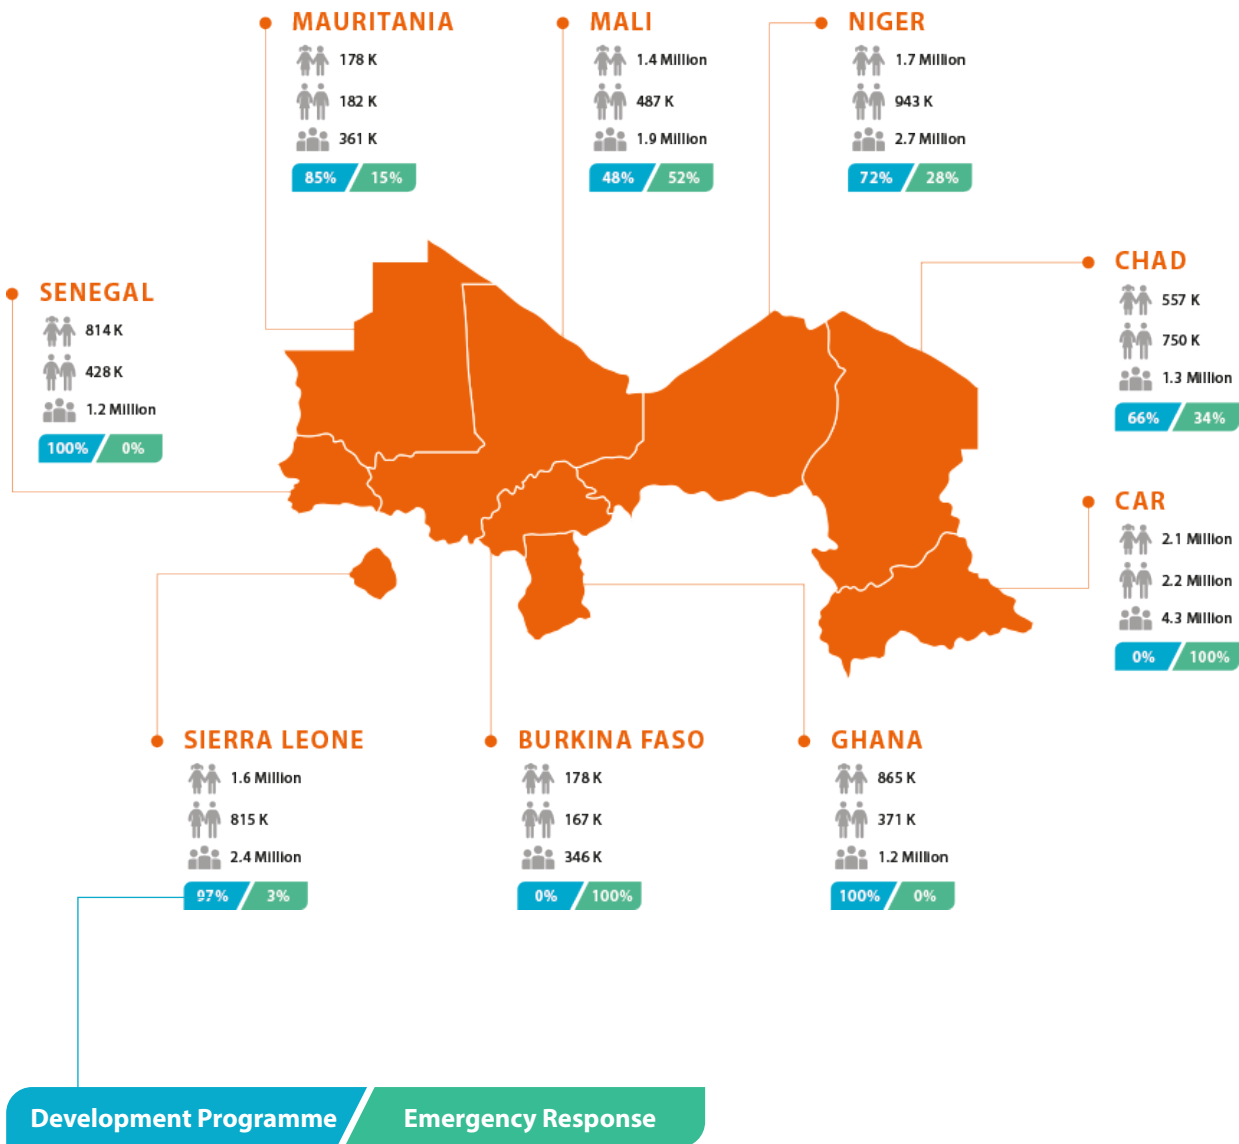 MAURITANIA
178 K
182 K
361 K
85% 15%
MALI
1.4 Million
487 K
1.9 Million
48% 52%
NIGER
1.7 Million
943 K
2.7 Million
72% 28%
SENEGAL
814 K
428 K
1.2 Million
100% 0%
CHAD
557 K
750 K
1.3 Million
66% 34%
CAR
2.1 Million
2.2 Million
4.3 Million
0% 100%
SIERRA LEONE
1.6 Million
815 K
2.4 Million
97% 3%
BURKINA FASO
178 K
167 K
346 K
0% 100%
GHANA
865 K
371 K
1.2 Million
100% 0%
Development Programme Emergency Response